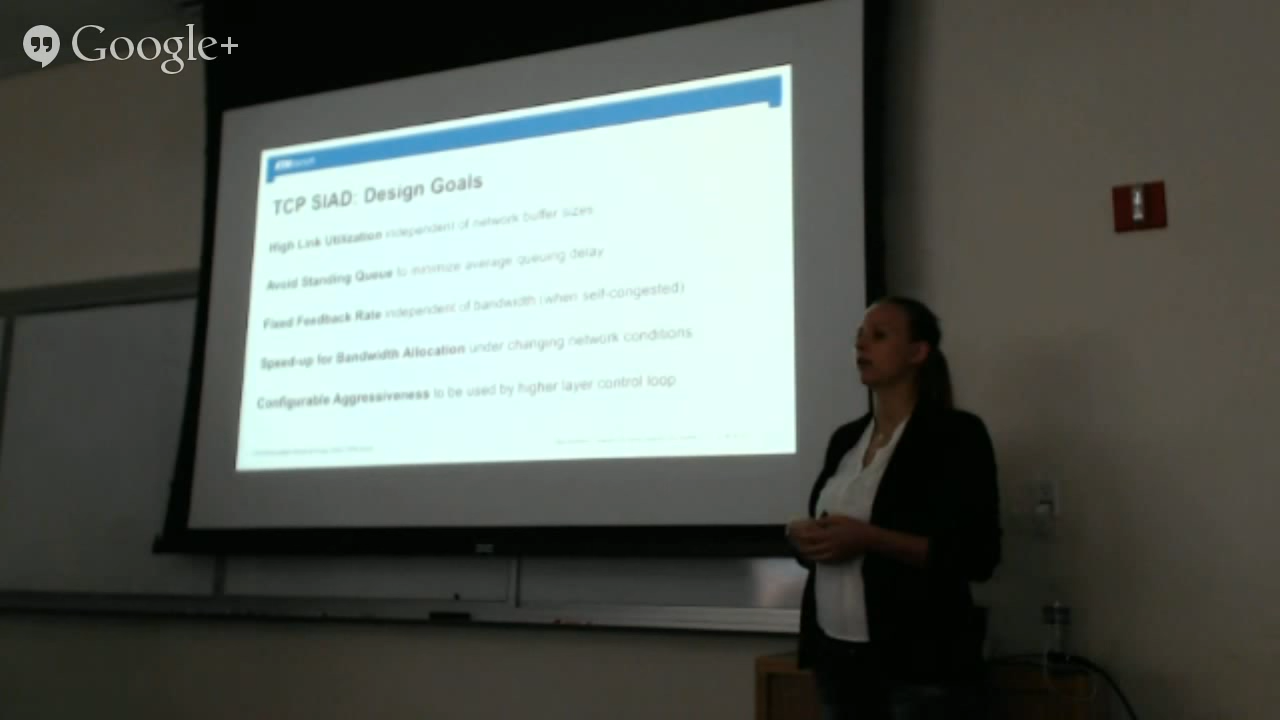 Google+
TCP SIAD: Design Goals
High Link Utilization independent of network buffer sizes
Avoid Standing Queue to minimize average queuing delay
Fixed Feedback Rate independent of bandwidth (when self-congested)
Speed-up for Bandwidth Allocation under changing network conditions
Configurable Aggressiveness to be used by higher layer control loop